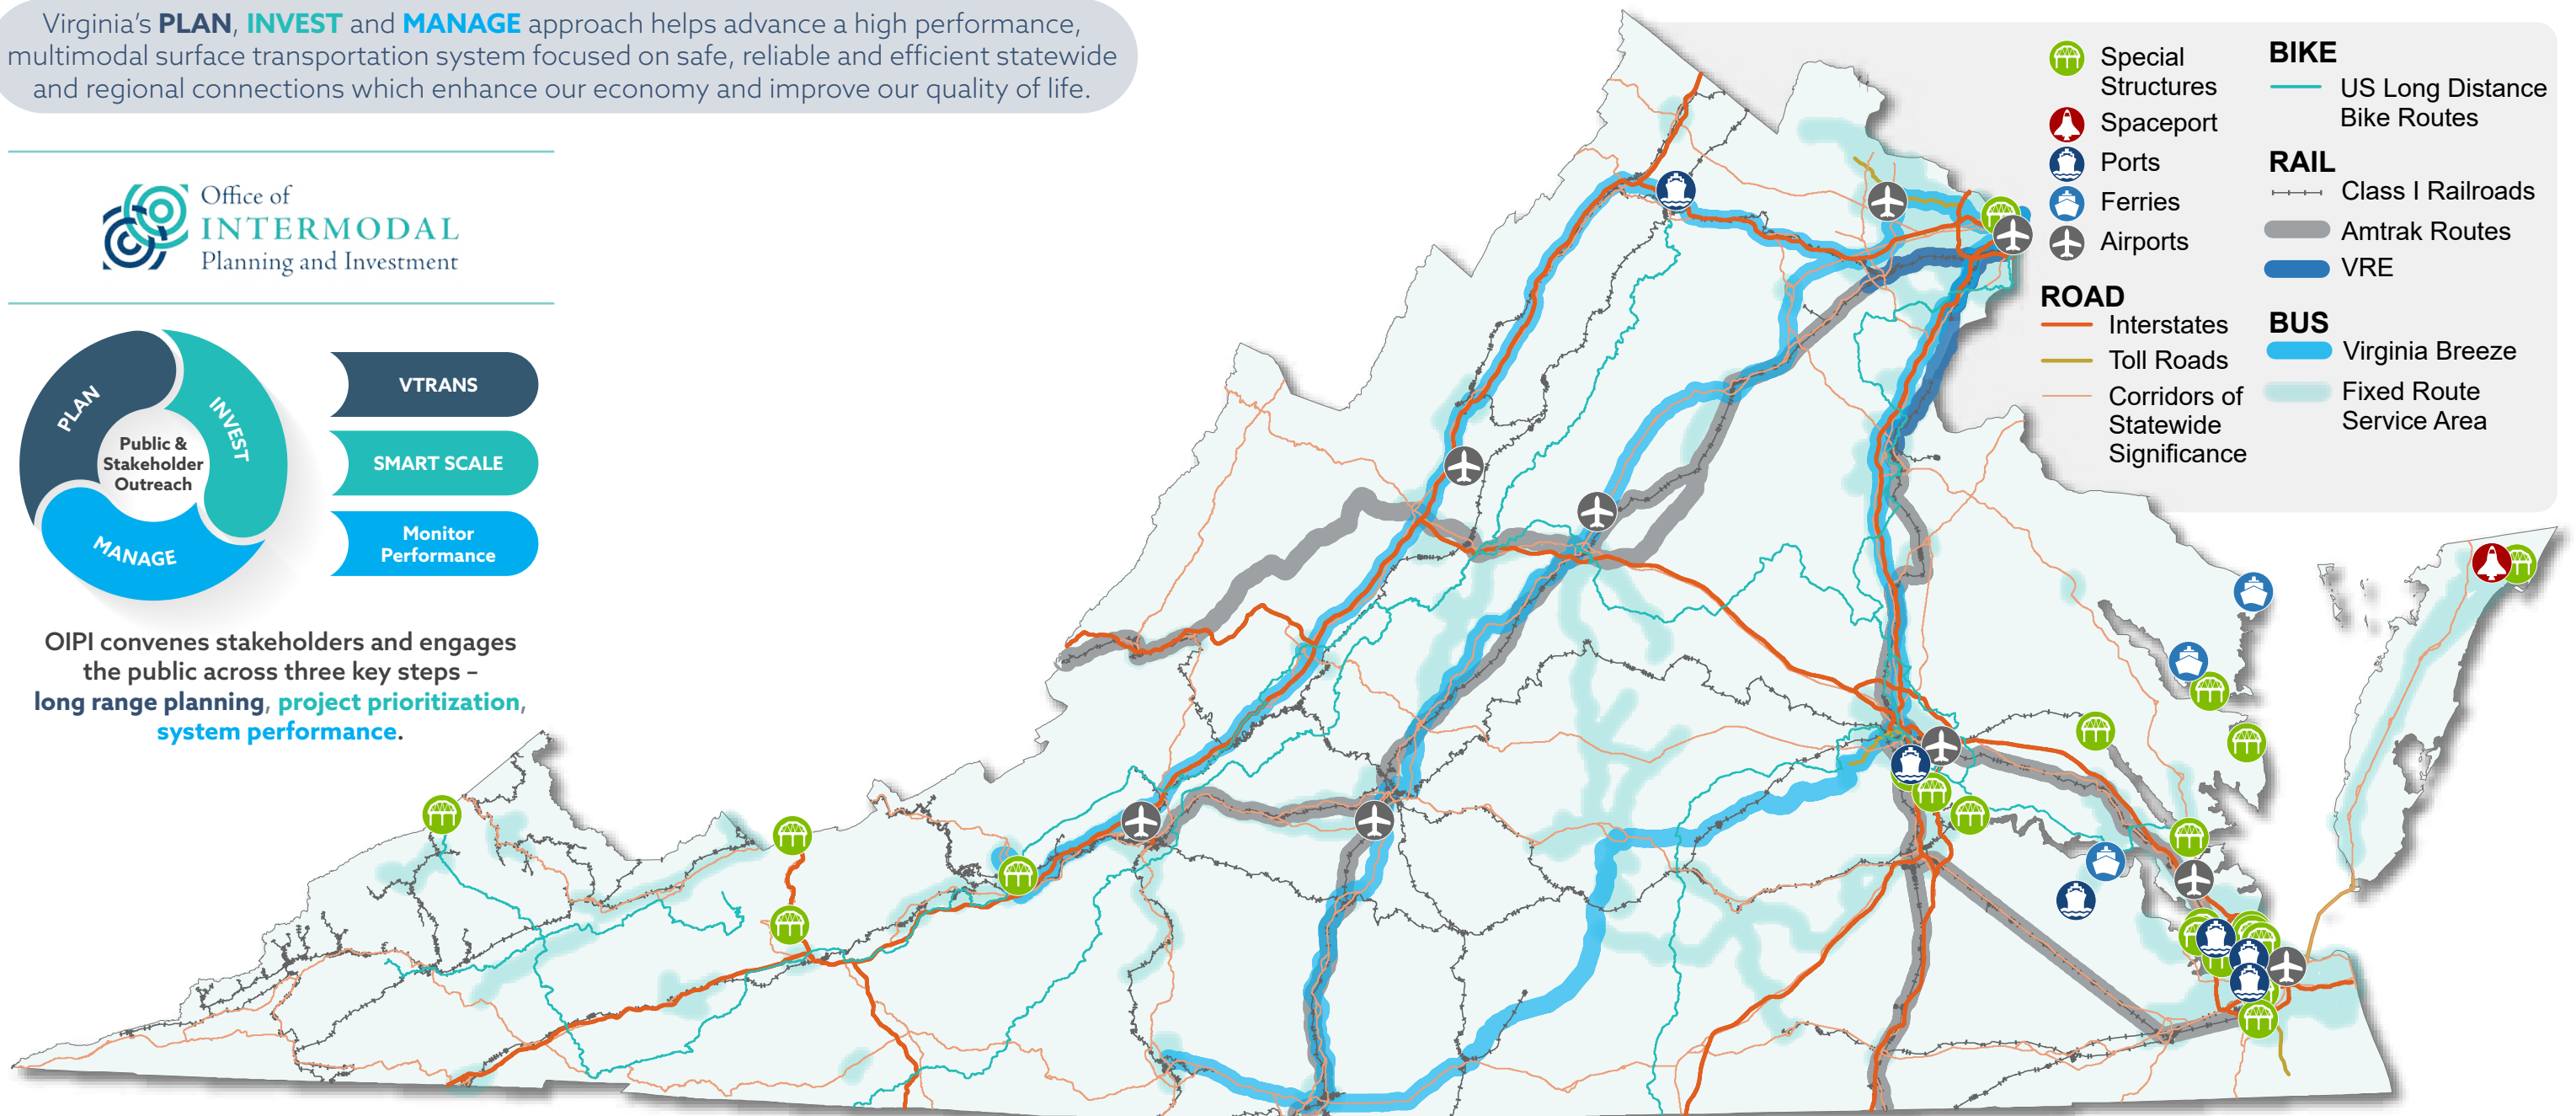 Virginia’s PLAN, INVEST and MANAGE approach helps advance a high performance,
multimodal surface transportation system focused on safe, reliable and efficient statewide
and regional connections which enhance our economy and improve our quality of life.
Office of
INTERMODAL
Planning and Investment
PLAN
INVEST
MANAGE
Public &
Stakeholder
Outreach
VTRANS
SMART SCALE
Monitor
Performance
OIPI convenes stakeholders and engages
the public across three key steps –
long range planning, project prioritization,
system performance.
Special
Structures
Spaceport
Ports
Ferries
Airports
ROAD
Interstates
Toll Roads
Corridors of
Statewide
Significance
BIKE
US Long Distance
Bike Routes
RAIL
Class I Railroads
Amtrak Routes
VRE
BUS
Virginia Breeze
Fixed Route
Service Area